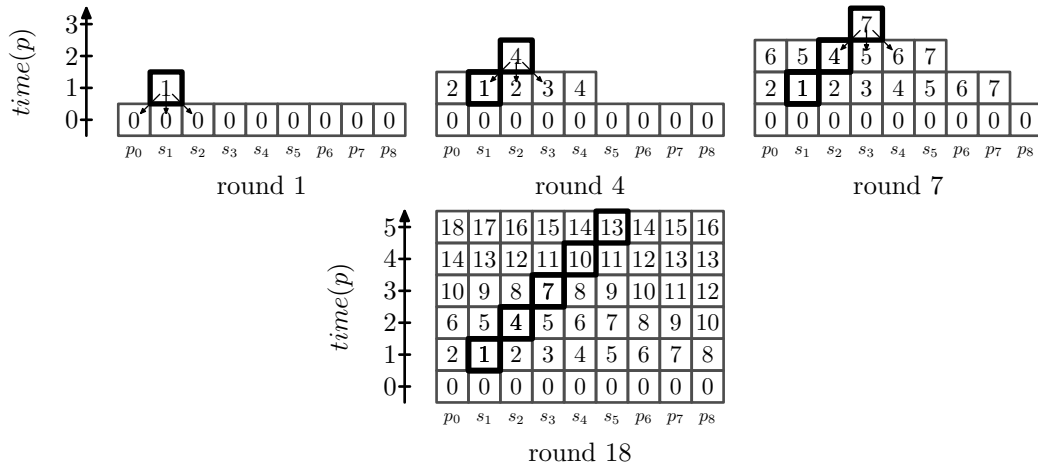 time(p)
3
2
1
0
1
0 0 0 0 0 0 0 0 0
p0 s1 s2 s3 s4 s5 p6 p7 p8
round 1
4
2 1 2 3 4
0 0 0 0 0 0 0 0 0
p0 s1 s2 s3 s4 s5 p6 p7 p8
round 4
7
6 5 4 5 6 7
2 1 2 3 4 5 6 7
0 0 0 0 0 0 0 0 0
p0 s1 s2 s3 s4 s5 p6 p7 p8
round 7
time(p)
5 18 17 16 15 14 13 14 15 16
4 14 13 12 11 10 11 12 13 13
3 10 9 8 7 8 9 10 11 12
2 6 5 4 5 6 7 8 9 10
1 2 1 2 3 4 5 6 7 8
0 0 0 0 0 0 0 0 0 0
p0 s1 s2 s3 s4 s5 p6 p7 p8
round 18